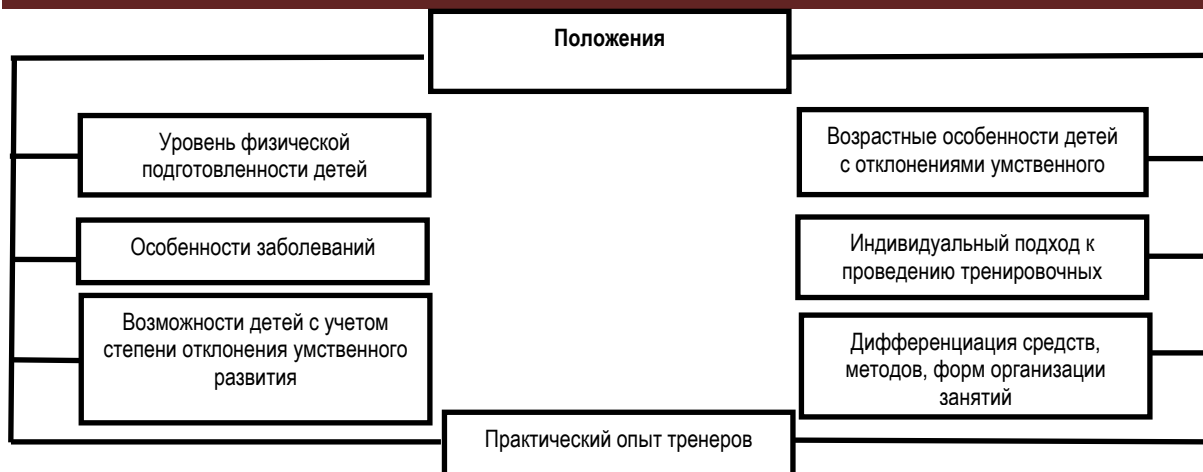 Положения
Уровень физической
подготовленности детей
Особенности заболеваний
Возможности детей с учетом
степени отклонения умственного
развития
Возрастные особенности детей
с отклонениями умственного
Индивидуальный подход к
проведению тренировочных
Дифференциация средств,
методов, форм организации
занятий
Практический опыт тренеров